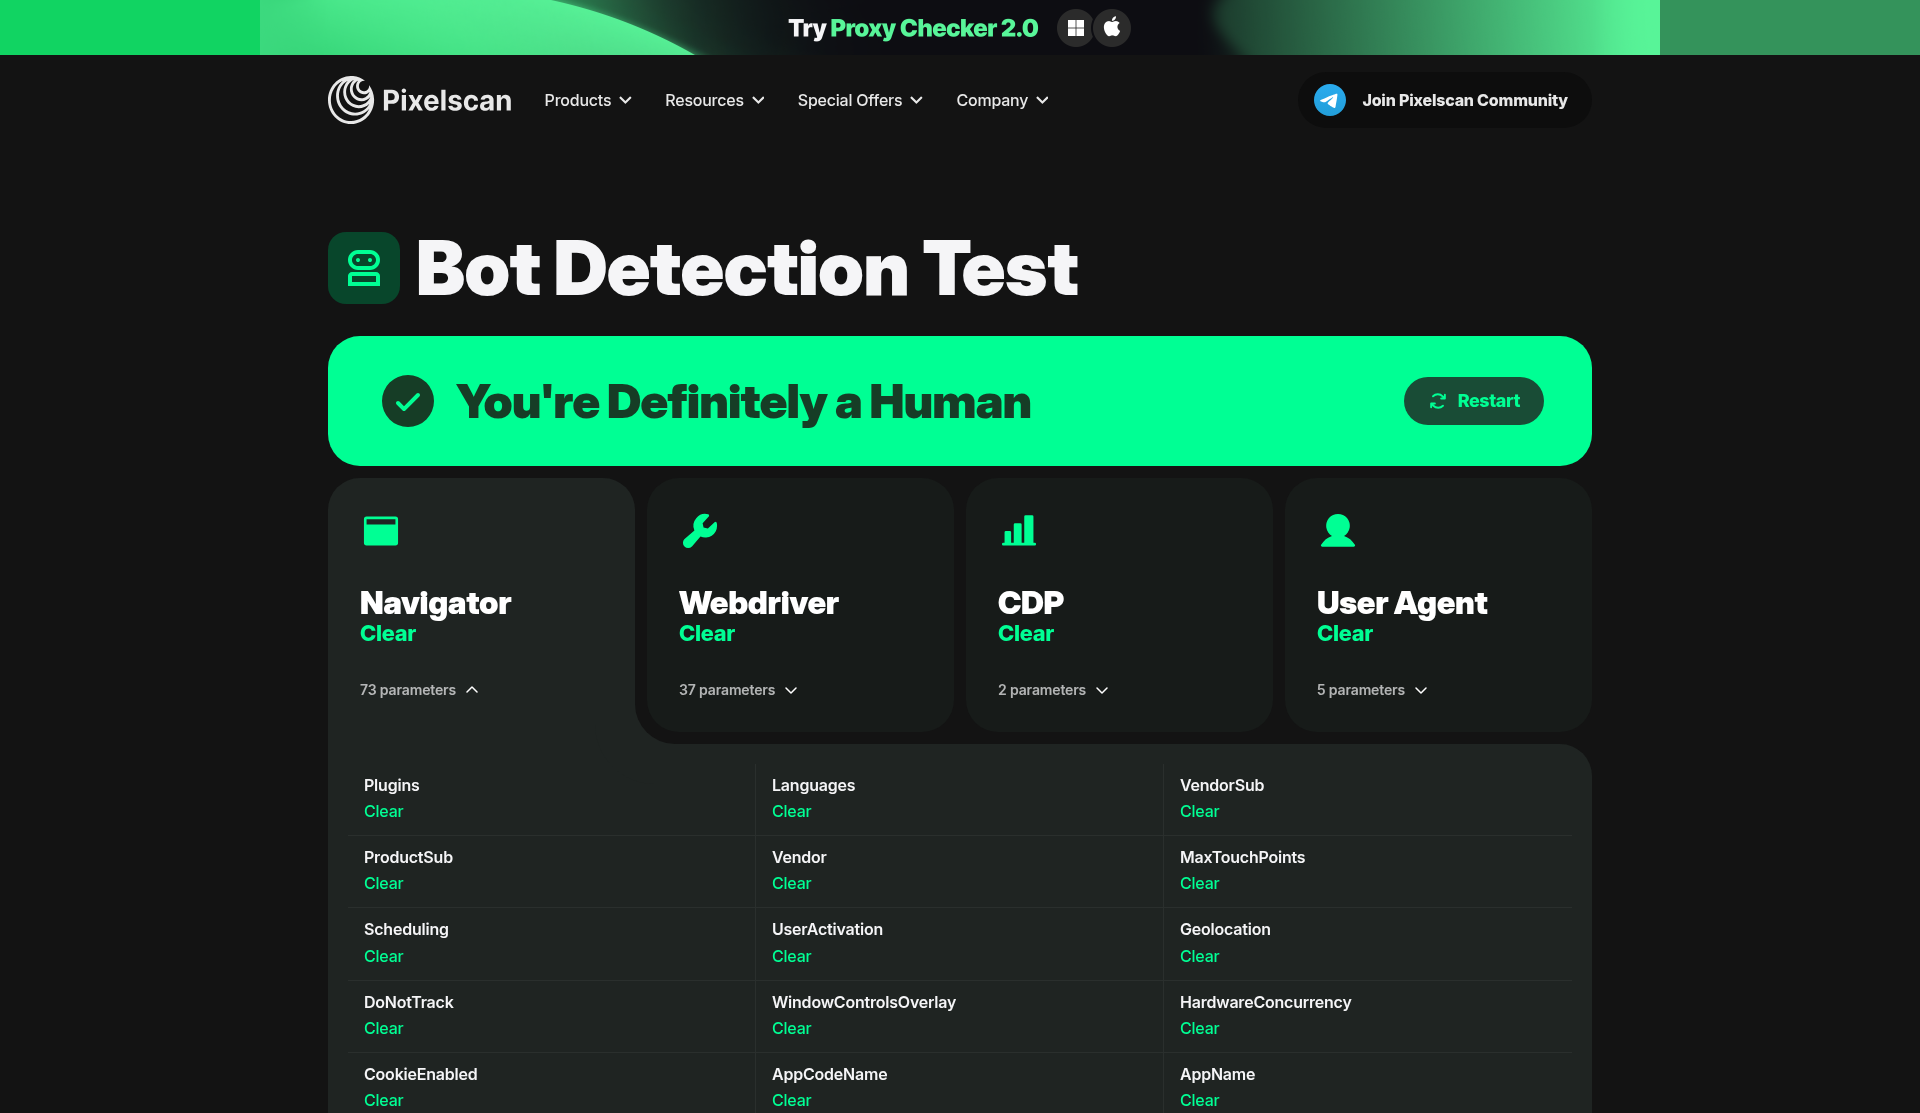 Try Proxy Checker 2.0
Pixelscan
Products
Resources
Special Offers
Company
Join Pixelscan Community
Bot Detection Test
You're Definitely a Human
Restart
Navigator
Clear
73 parameters
Webdriver
Clear
37 parameters
CDP
Clear
2 parameters
User Agent
Clear
5 parameters
Plugins
Clear
Languages
Clear
VendorSub
Clear
ProductSub
Clear
Vendor
Clear
MaxTouchPoints
Clear
Scheduling
Clear
UserActivation
Clear
Geolocation
Clear
DoNotTrack
Clear
WindowControlsOverlay
Clear
HardwareConcurrency
Clear
CookieEnabled
Clear
AppCodeName
Clear
AppName
Clear